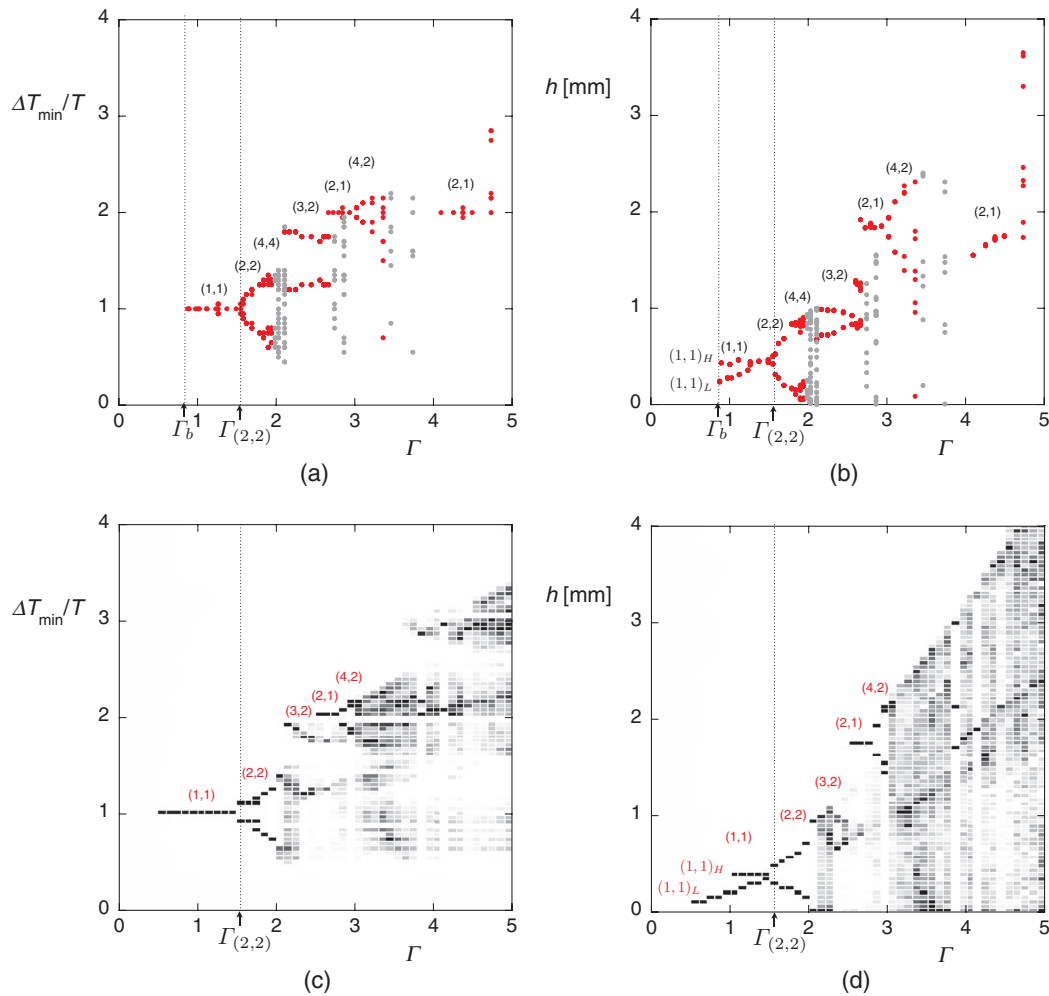 4
3
2
1
0
ΔT_min/T
(1,1)
(2,2)
(4,4)
(3,2)
(2,1)
(4,2)
(2,1)
0 1 2 3 4 5
Γ_b
Γ_(2,2)
Γ
(a)
4
3
2
1
0
h [mm]
(1,1)_H
(1,1)_L
(1,1)
(2,2)
(4,4)
(3,2)
(2,1)
(4,2)
(2,1)
0 1 2 3 4 5
Γ_b
Γ_(2,2)
Γ
(b)
4
3
2
1
0
ΔT_min/T
(1,1)
(2,2)
(3,2)
(2,1)
(4,2)
0 1 2 3 4 5
Γ_(2,2)
Γ
(c)
4
3
2
1
0
h [mm]
(1,1)_H
(1,1)_L
(1,1)
(2,2)
(3,2)
(2,1)
(4,2)
0 1 2 3 4 5
Γ_(2,2)
Γ
(d)